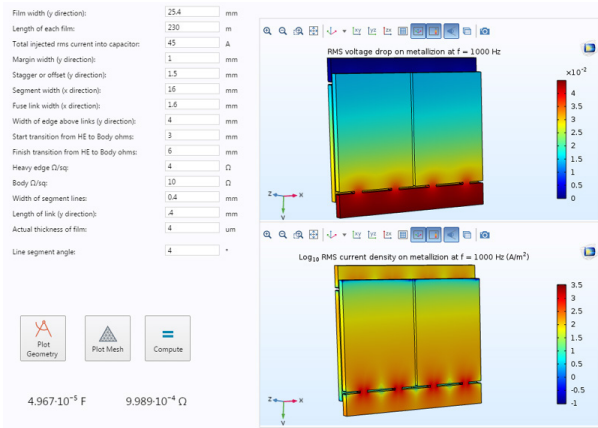 Film width (y direction): 25.4 mm
Length of each film: 230 m
Total injected rms current into capacitor: 45 A
Margin width (y direction): 1 mm
Stagger or offset (y direction): 1.5 mm
Segment width (x direction): 16 mm
Fuse link width (x direction): 1.6 mm
Width of edge above links (y direction): 4 mm
Start transition from HE to Body ohms: 3 mm
Finish transition from HE to Body ohms: 6 mm
Heavy edge Ω/sq: 4 Ω
Body Ω/sq: 10 Ω
Width of segment lines: 0.4 mm
Length of link (y direction): .4 mm
Actual thickness of film: 4 um
Line segment angle: 4 °
Plot Geometry
Plot Mesh
Compute
4.967·10⁻⁵ F 9.989·10⁻⁴ Ω
RMS voltage drop on metallizion at f = 1000 Hz
×10⁻²
4.5
4
3.5
3
2.5
2
1.5
1
0.5
0
z x
y
Log₁₀ RMS current density on metallizion at f = 1000 Hz (A/m²)
3.5
3
2.5
2
1.5
1
0.5
0
-0.5
-1
z x
y